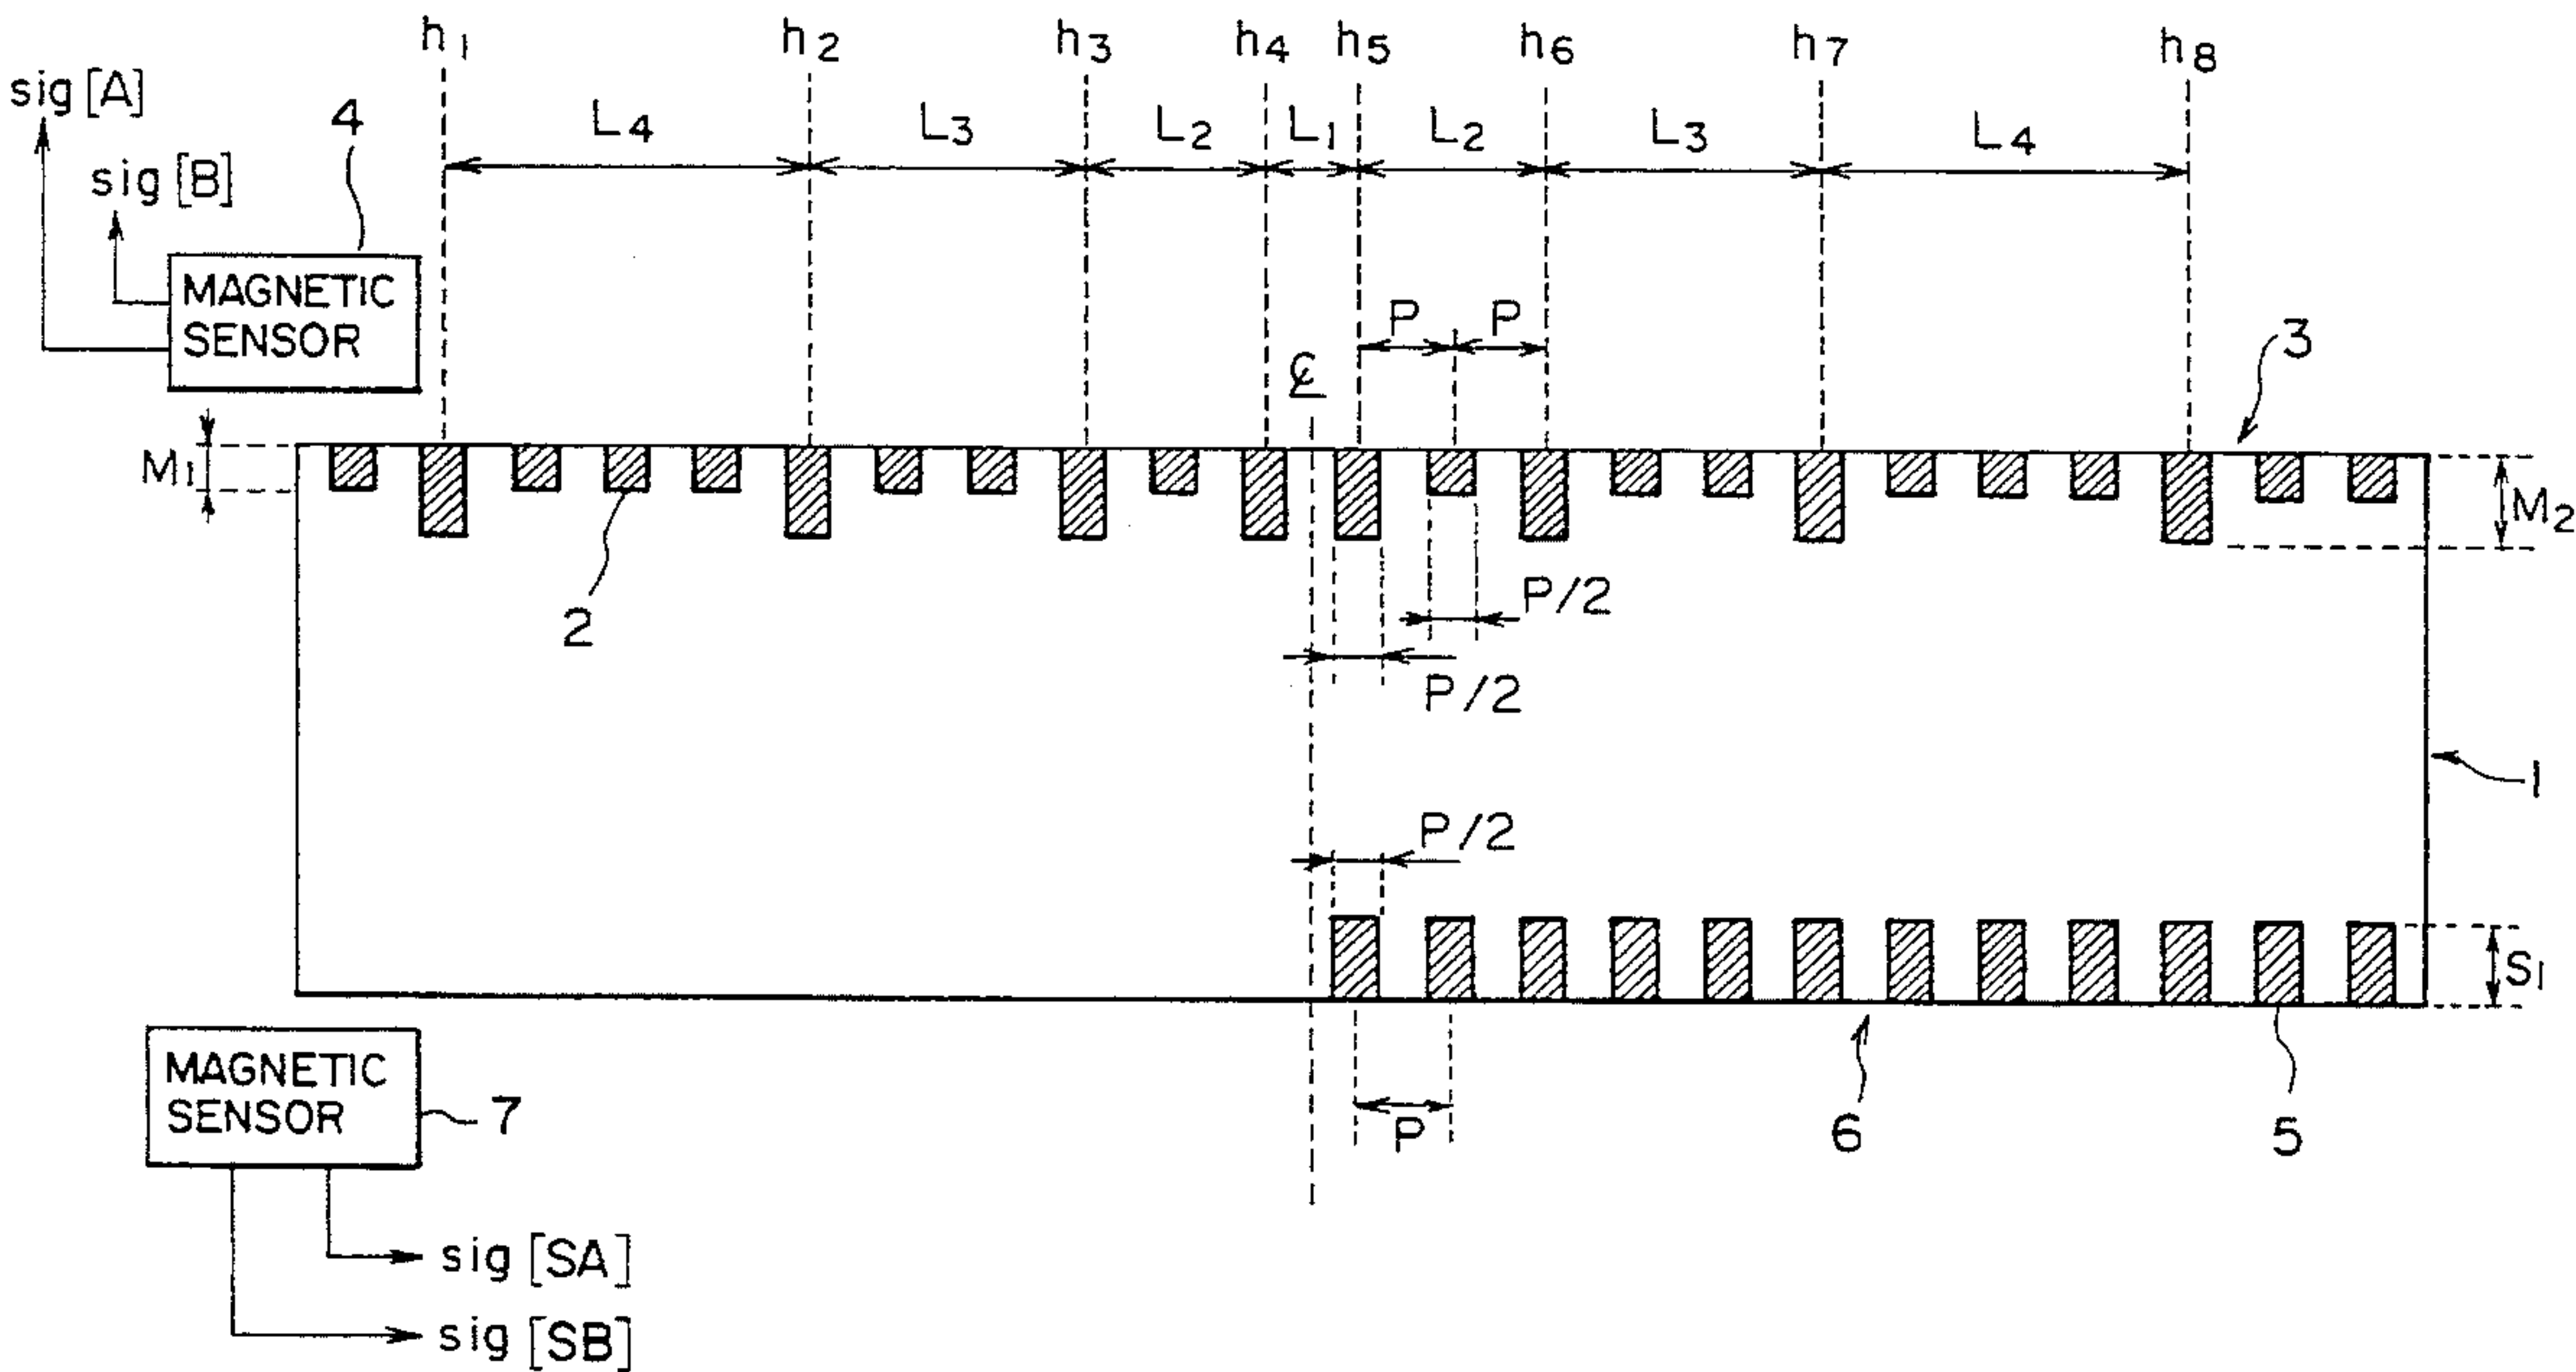 h1 h2 h3 h4 h5 h6 h7 h8
sig [A]
4
L4 L3 L2 L1 L2 L3 L4
sig [B]
MAGNETIC
SENSOR
P P
3
℄
M1
M2
2
P/2
P/2
1
P/2
S1
MAGNETIC
SENSOR
7
P
6
5
sig [SA]
sig [SB]